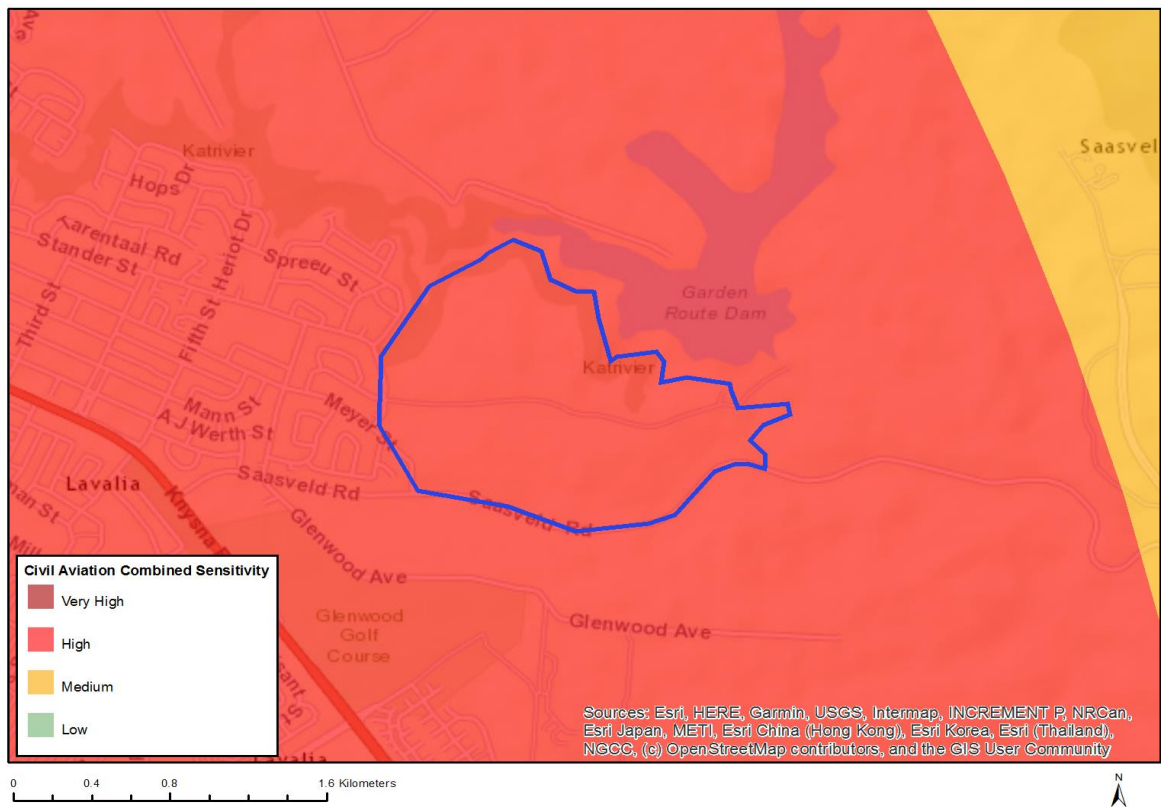 Saasvel
Katrivier
Hops Dr
Karentaal Rd
Stander St
Heriot Dr
Spreeu St
Third St
Fifth St
Garden
Route Dam
Katrivier
Mann St
A J Werth St
Meyer St
Lavalia
Saasveld Rd
Saasveld Rd
Knysna
Glenwood Ave
Glenwood
Golf
Course
Glenwood Ave
Civil Aviation Combined Sensitivity
Very High
High
Medium
Low
Sources: Esri, HERE, Garmin, USGS, Intermap, INCREMENT P, NRCan,
Esri Japan, METI, Esri China (Hong Kong), Esri Korea, Esri (Thailand),
NGCC, (c) OpenStreetMap contributors, and the GIS User Community
0 0.4 0.8 1.6 Kilometers
N